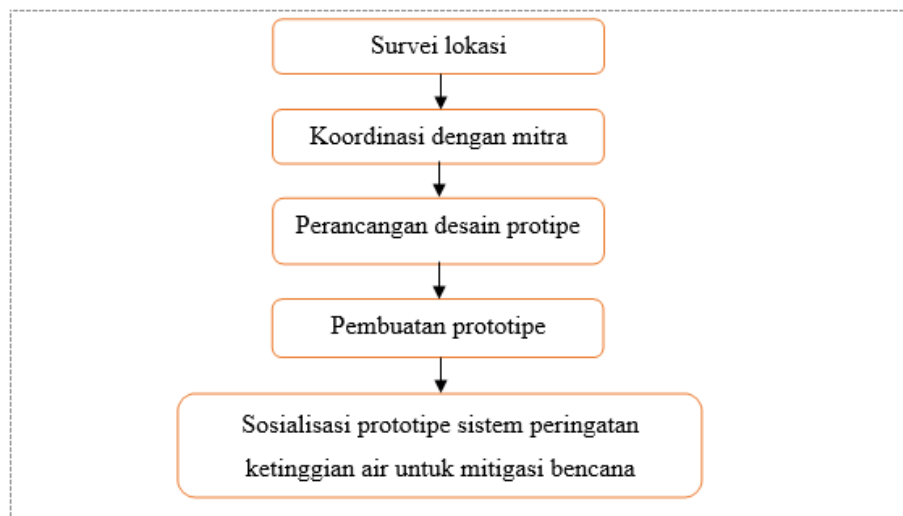 Survei lokasi
Koordinasi dengan mitra
Perancangan desain protipe
Pembuatan prototipe
Sosialisasi prototipe sistem peringatan
ketinggian air untuk mitigasi bencana